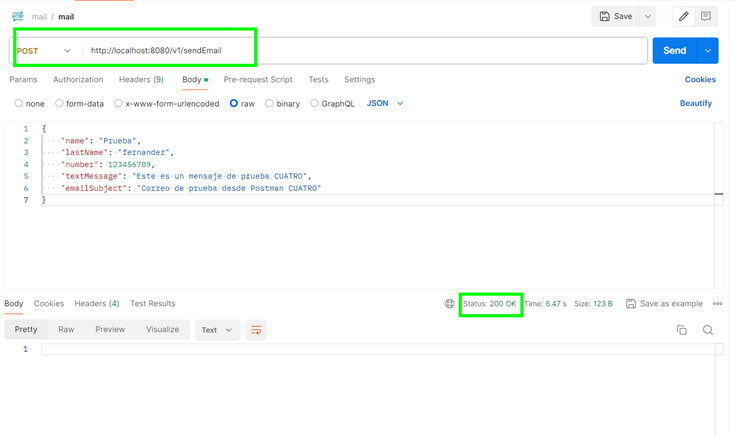 mail / mail
Save
POST http://localhost:8080/v1/sendEmail Send
Params Authorization Headers (9) Body Pre-request Script Tests Settings Cookies
none form-data x-www-form-urlencoded raw binary GraphQL JSON Beautify
1 {
2 "name": "Prueba",
3 "lastName": "fernandez",
4 "number": 123456789,
5 "textMessage": "Este es un mensaje de prueba CUATRO",
6 "emailSubject": "Correo de prueba desde Postman CUATRO"
7 }
Body Cookies Headers (4) Test Results Status: 200 OK Time: 6.47 s Size: 123 B Save as example
Pretty Raw Preview Visualize Text
1